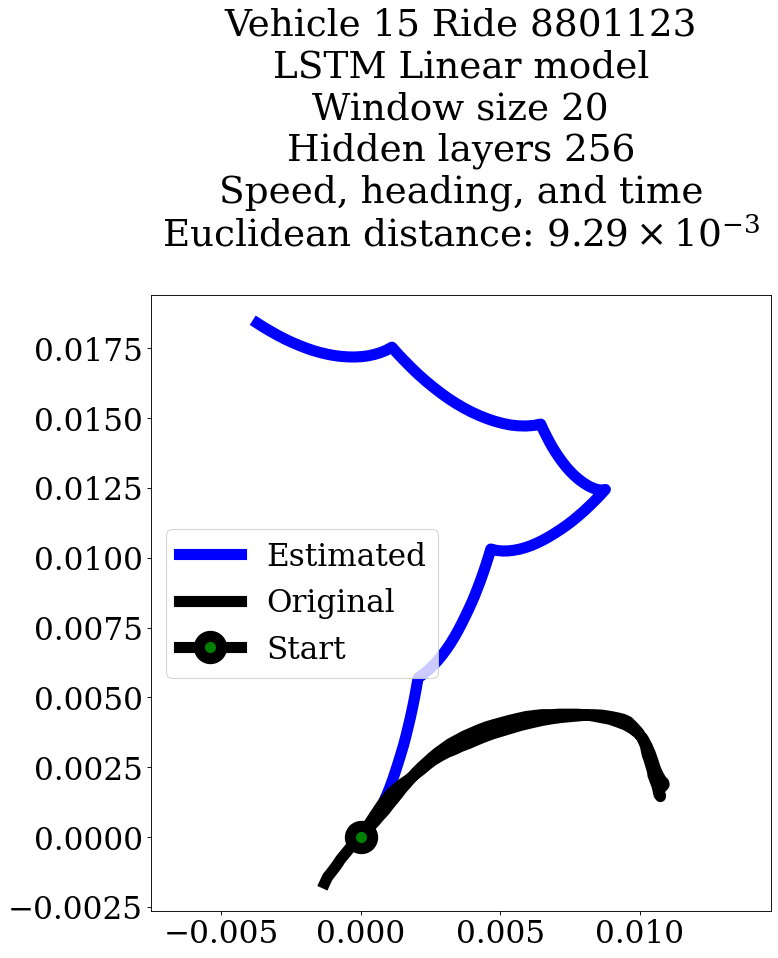 Vehicle 15 Ride 8801123
LSTM Linear model
Window size 20
Hidden layers 256
Speed, heading, and time
Euclidean distance: 9.29 × 10⁻³
0.0175
0.0150
0.0125
0.0100
0.0075
0.0050
0.0025
0.0000
−0.0025
Estimated
Original
Start
−0.005 0.000 0.005 0.010